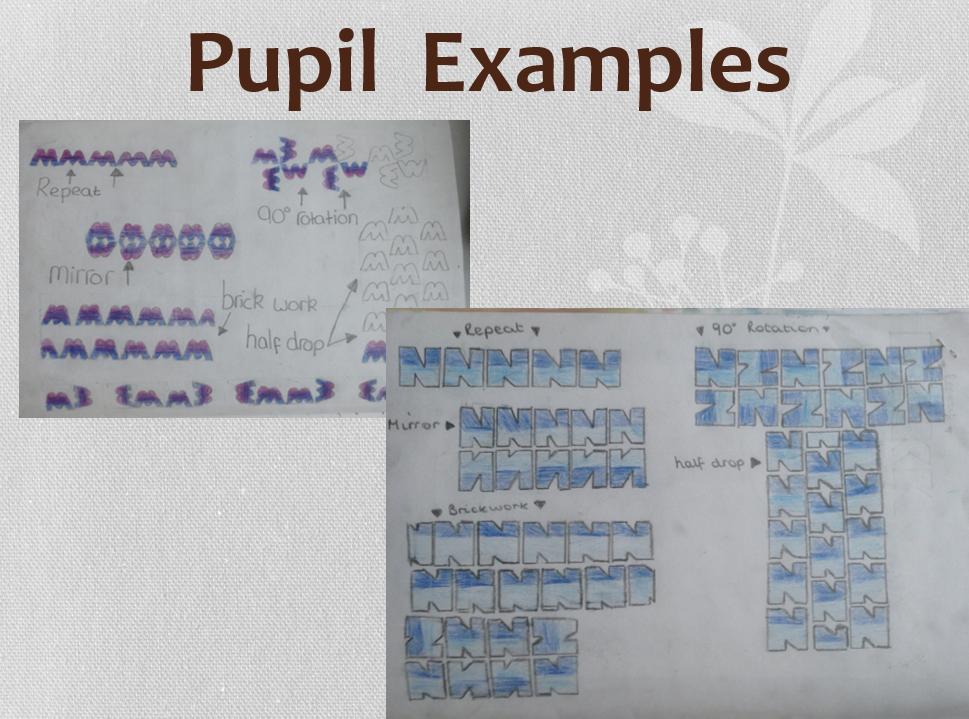 Pupil Examples
Repeat
90° rotation
Mirror
brick work
half drop
Repeat
90° Rotation
Mirror
half drop
Brickwork